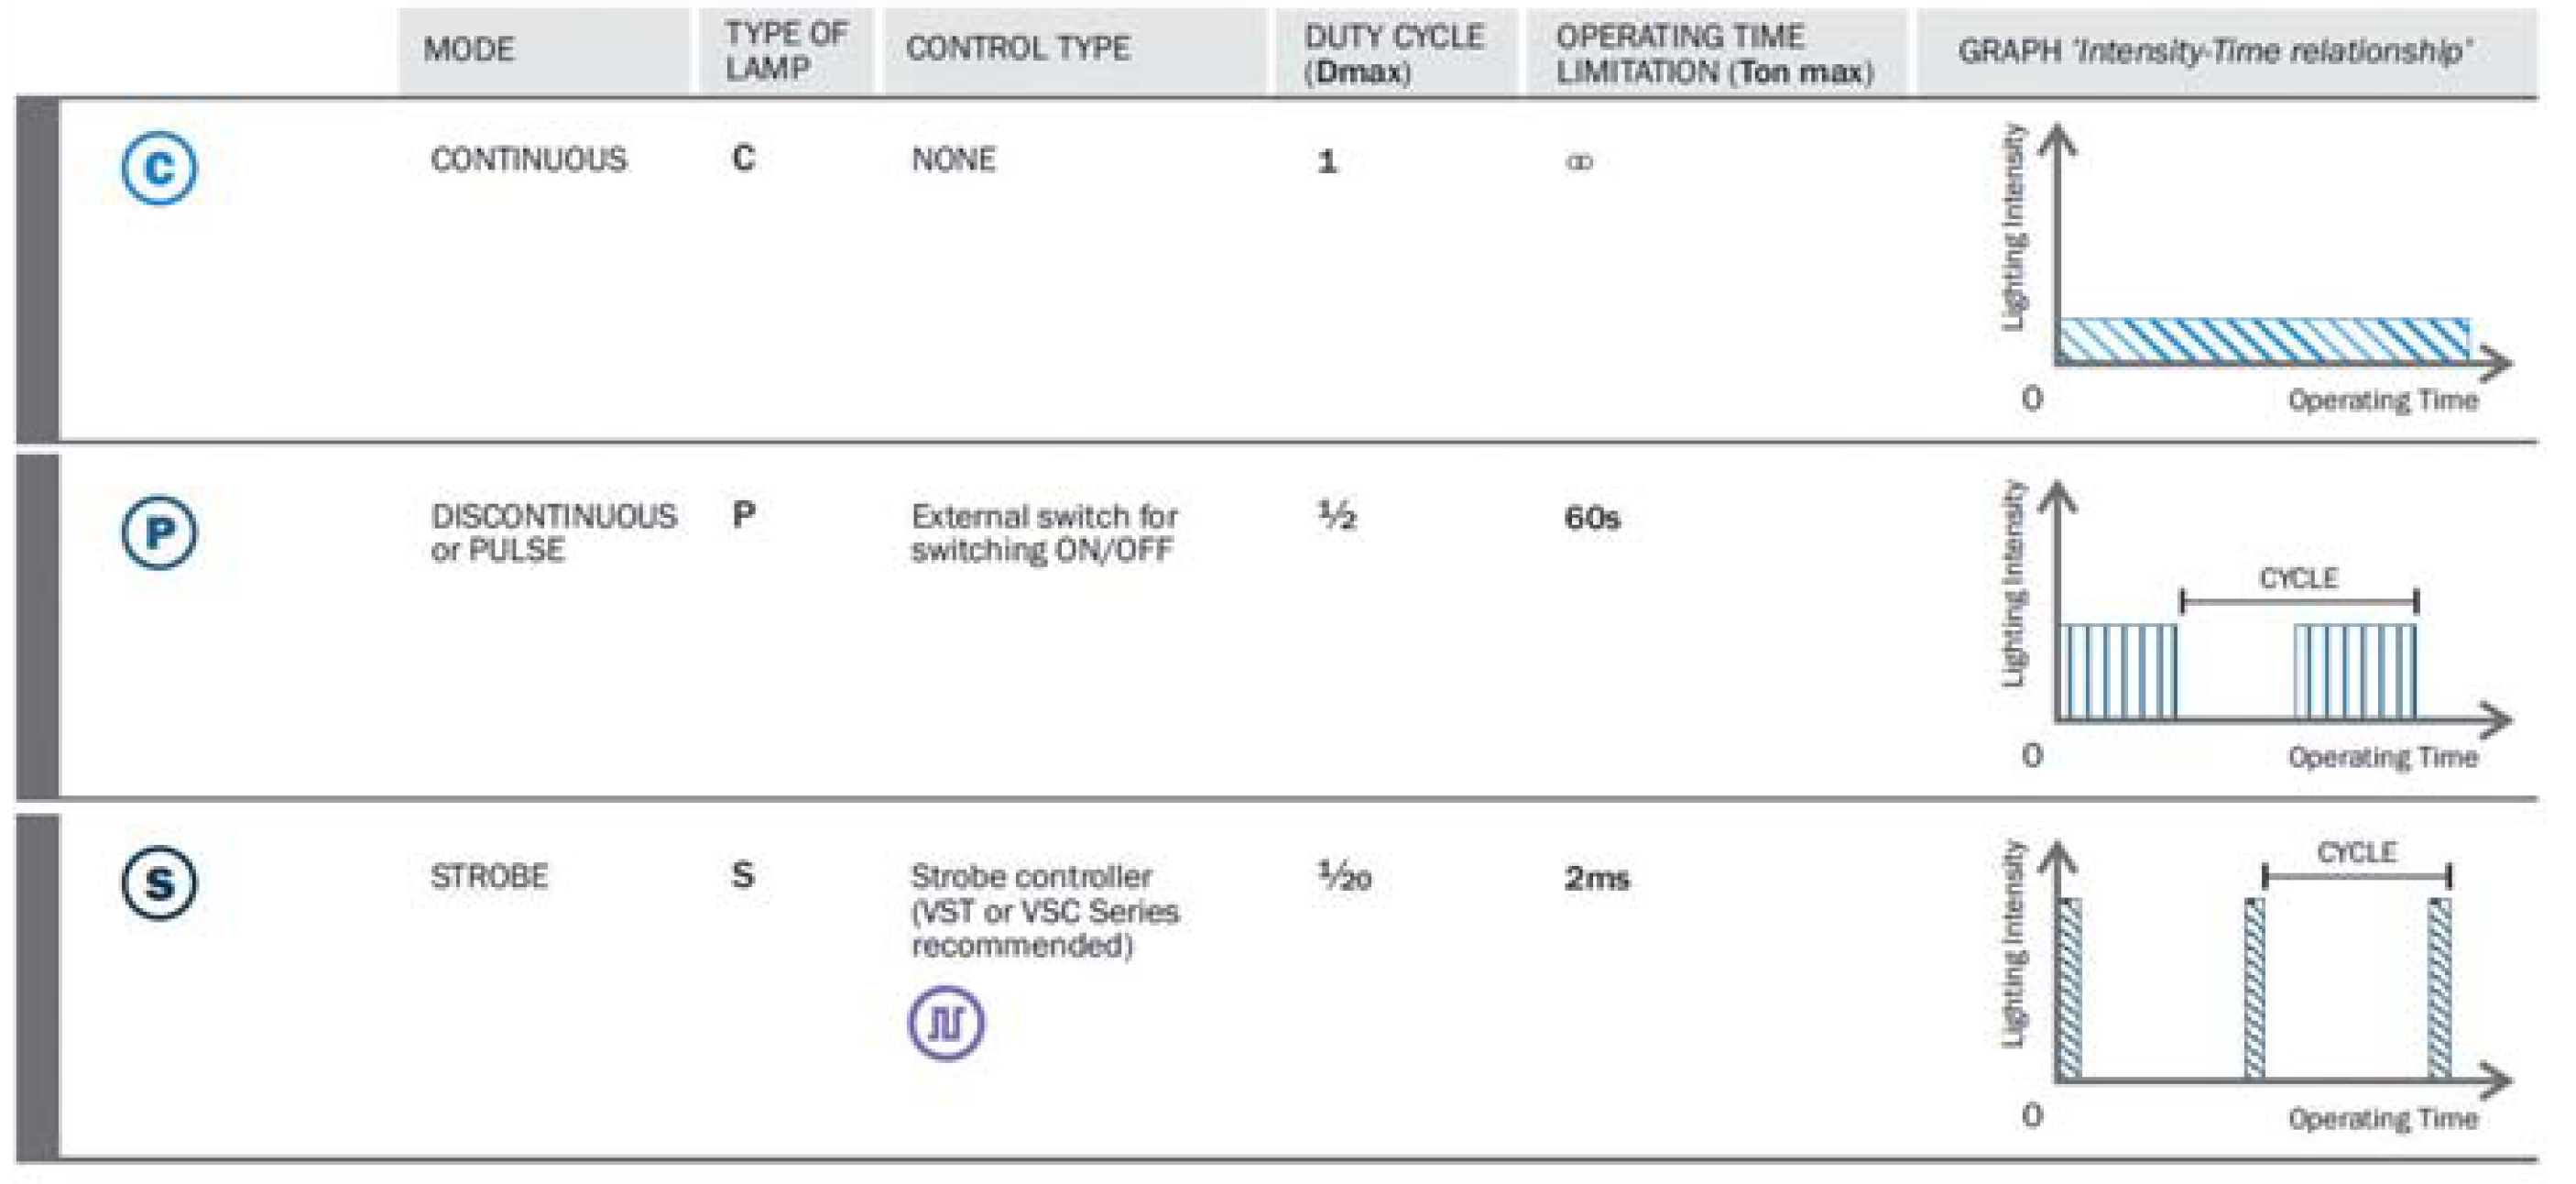 MODE
TYPE OF
LAMP
CONTROL TYPE
DUTY CYCLE
(Dmax)
OPERATING TIME
LIMITATION (Ton max)
GRAPH 'Intensity-Time relationship'
C
CONTINUOUS
C
NONE
1
∞
Lighting Intensity
0
Operating Time
P
DISCONTINUOUS
or PULSE
P
External switch for
switching ON/OFF
½
60s
Lighting Intensity
CYCLE
0
Operating Time
S
STROBE
S
Strobe controller
(VST or VSC Series
recommended)
1/20
2ms
Lighting Intensity
CYCLE
0
Operating Time